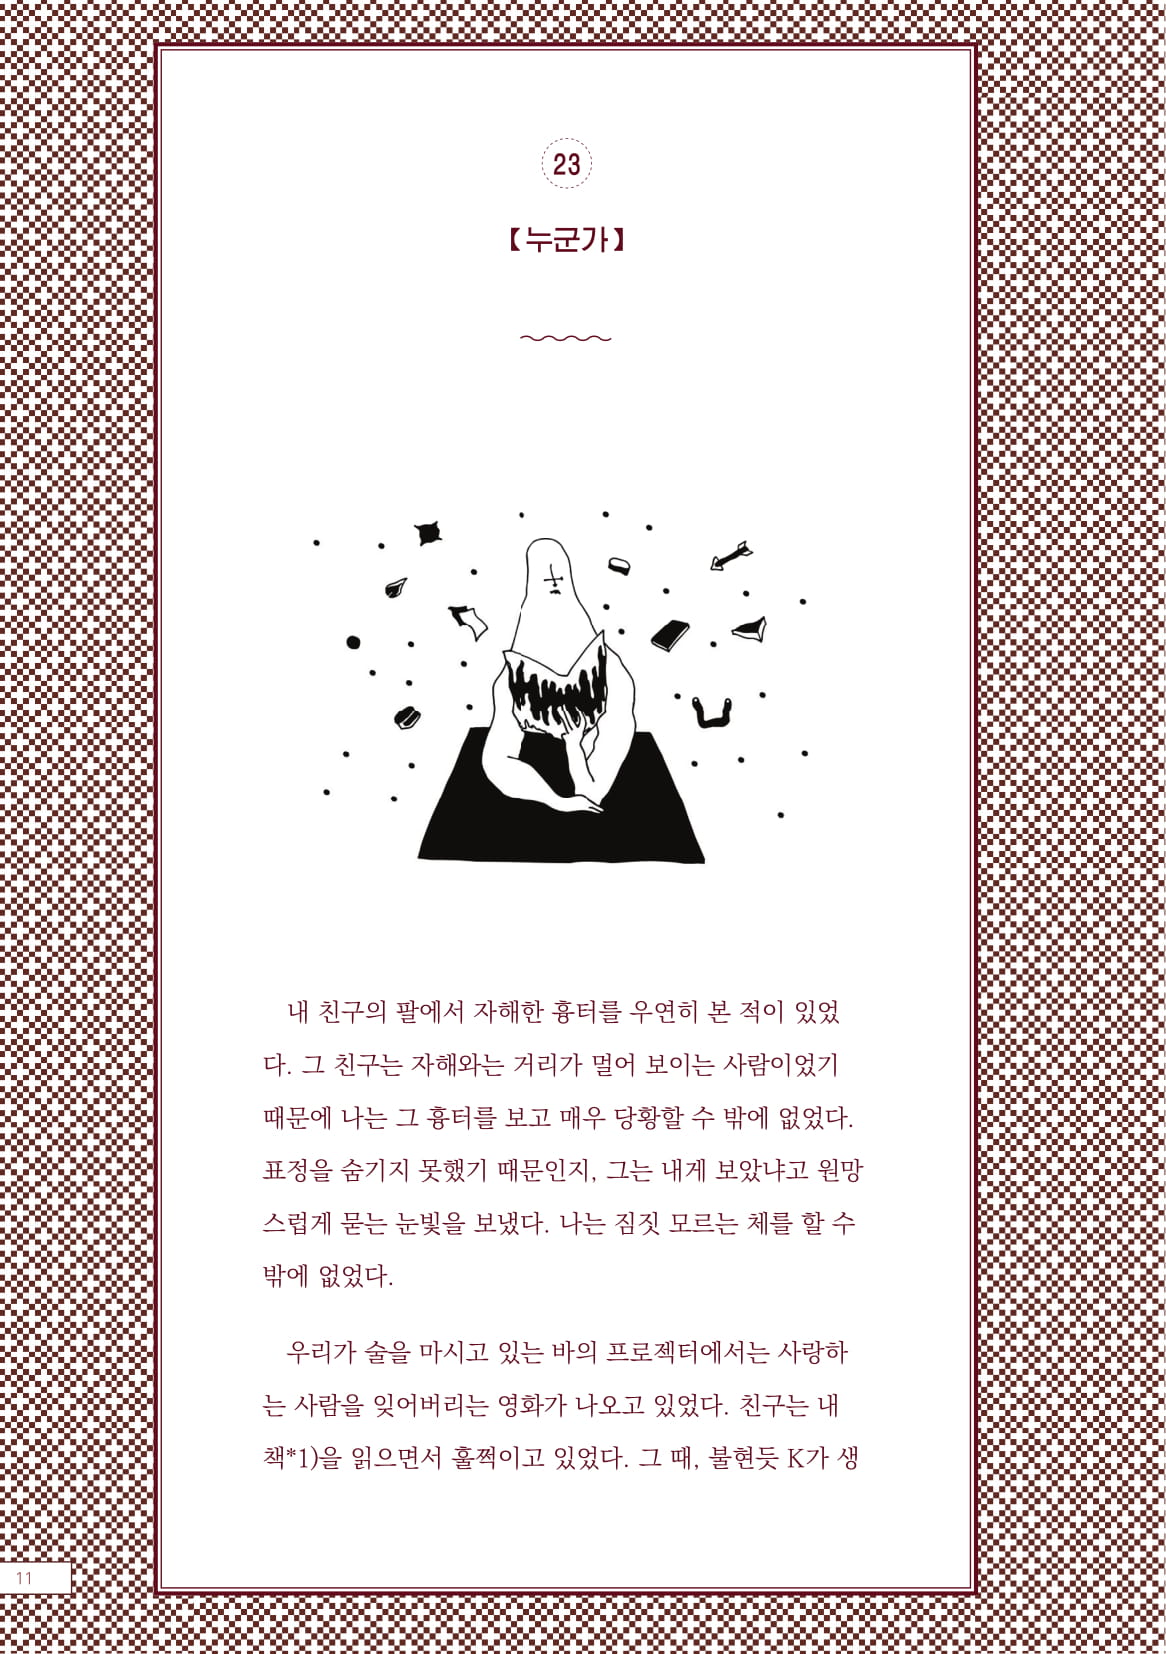 23
【누군가】
내 친구의 팔에서 자해한 흉터를 우연히 본 적이 있었
다. 그 친구는 자해와는 거리가 멀어 보이는 사람이었기
때문에 나는 그 흉터를 보고 매우 당황할 수 밖에 없었다.
표정을 숨기지 못했기 때문인지, 그는 내게 보았냐고 원망
스럽게 묻는 눈빛을 보냈다. 나는 짐짓 모르는 체를 할 수
밖에 없었다.
우리가 술을 마시고 있는 바의 프로젝터에서는 사랑하
는 사람을 잊어버리는 영화가 나오고 있었다. 친구는 내
책*1)을 읽으면서 훌쩍이고 있었다. 그 때, 불현듯 K가 생
11